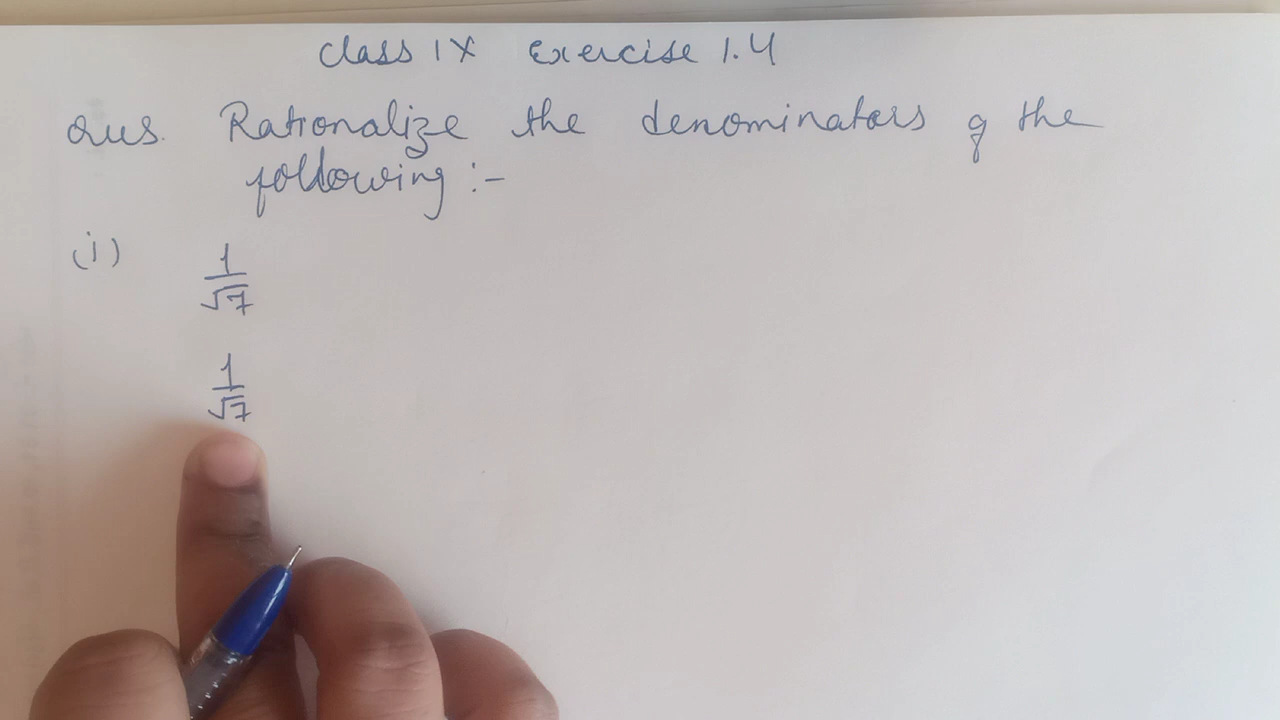 Class IX Exercise 1.4
Ques. Rationalize the denominators of the
following :-
(i) 1/√7
1/√7